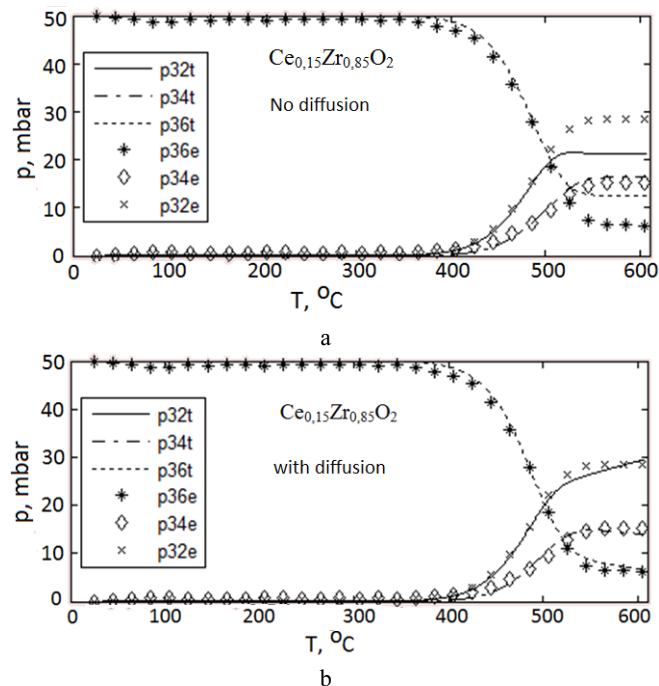 50
40
30
20
10
0
p, mbar
Ce0,15Zr0,85O2
No diffusion
p32t
p34t
p36t
p36e
p34e
p32e
0
100
200
300
400
500
600
T, oC
a
50
40
30
20
10
0
p, mbar
Ce0,15Zr0,85O2
with diffusion
p32t
p34t
p36t
p36e
p34e
p32e
0
100
200
300
400
500
600
T, oC
b